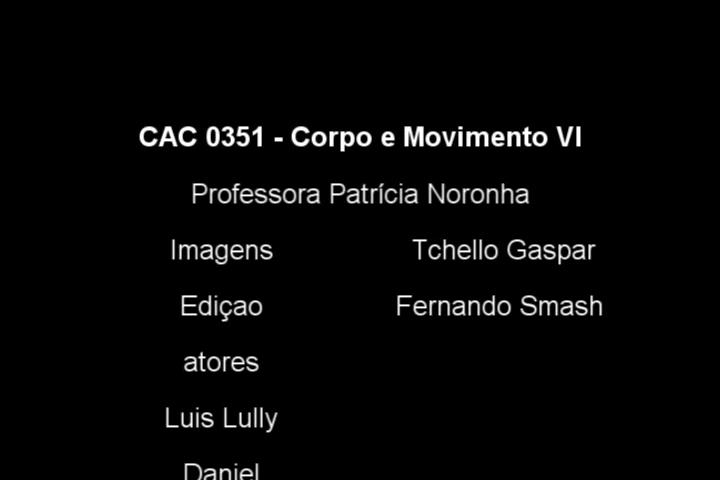 CAC 0351 - Corpo e Movimento VI
Professora Patrícia Noronha
Imagens Tchello Gaspar
Ediçao Fernando Smash
atores
Luis Lully
Daniel